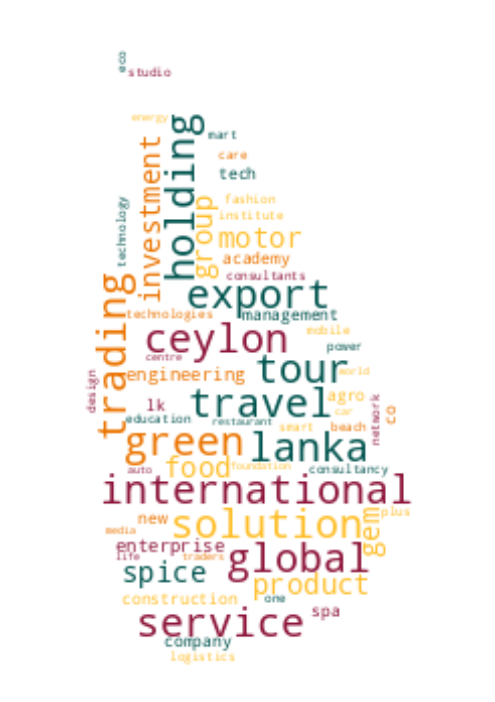 eco
studio
energy
holding
mart
investment
care
tech
technology
group
fashion
institute
motor
academy
consultants
trading
export
technologies
management
mobile
ceylon
power
centre
tour
world
engineering
design
travel
agro
lk
car
co
network
education
restaurant
smart
beach
green
lanka
food
foundation
auto
consultancy
international
gem
plus
new
solution
media
enterprise
life
traders
global
spice
product
construction
one
spa
service
company
logistics